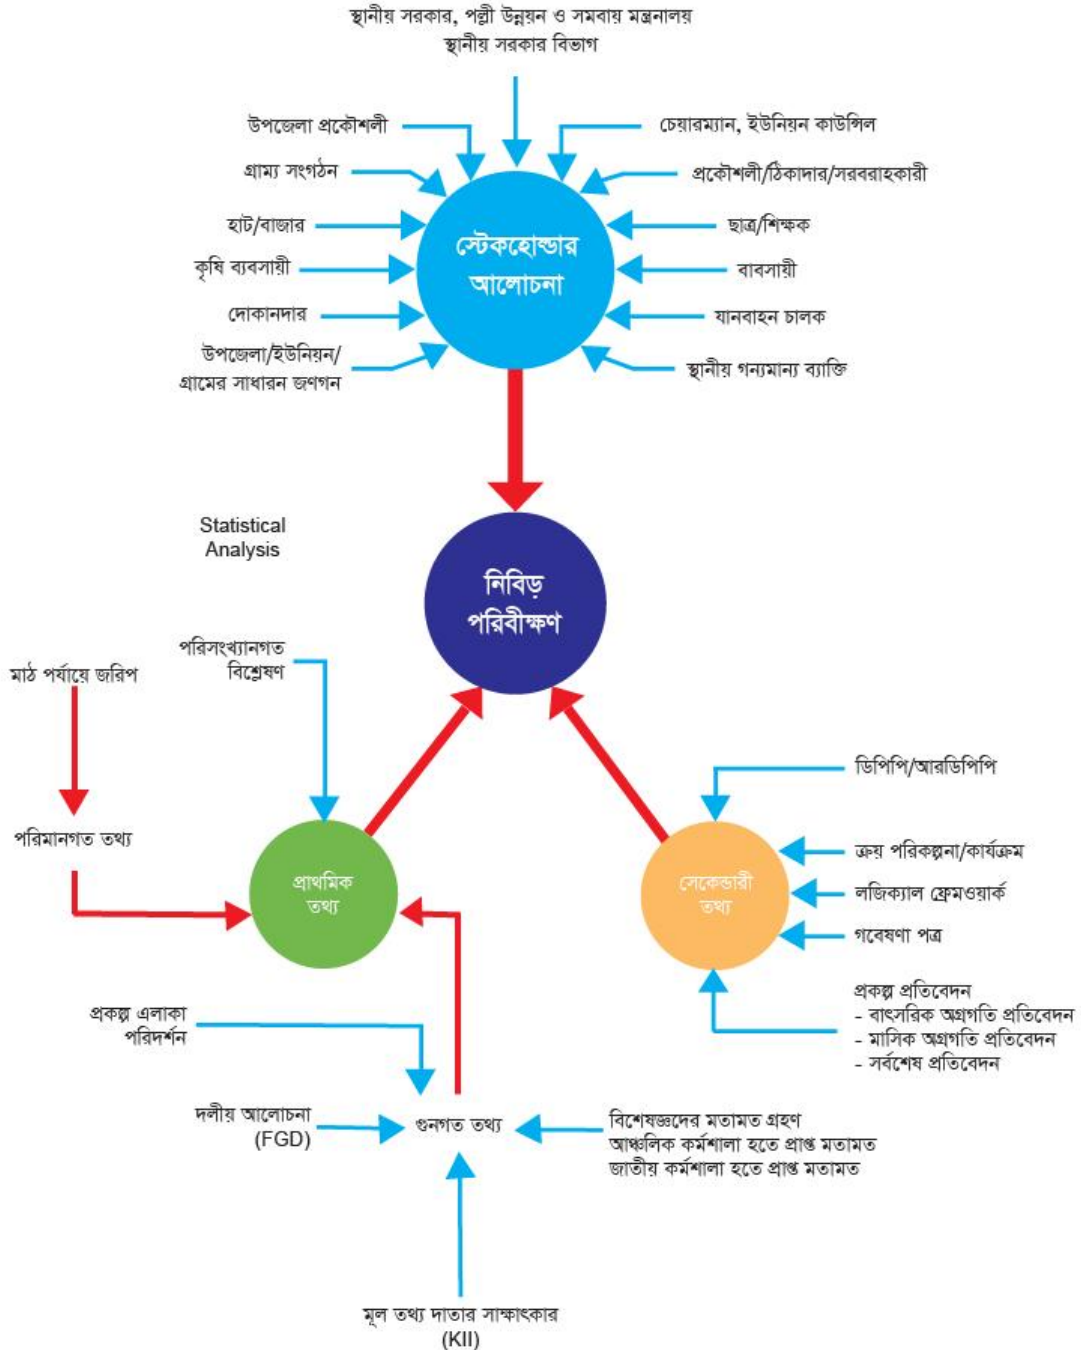 স্থানীয় সরকার, পল্লী উন্নয়ন ও সমবায় মন্ত্রনালয়
স্থানীয় সরকার বিভাগ
উপজেলা প্রকৌশলী
চেয়ারম্যান, ইউনিয়ন কাউন্সিল
গ্রাম্য সংগঠন
প্রকৌশলী/ঠিকাদার/সরবরাহকারী
হাট/বাজার
ছাত্র/শিক্ষক
স্টেকহোল্ডার
আলোচনা
কৃষি ব্যবসায়ী
বাবসায়ী
দোকানদার
যানবাহন চালক
উপজেলা/ইউনিয়ন/
গ্রামের সাধারন জণগন
স্থানীয় গন্যমান্য ব্যাক্তি
Statistical
Analysis
নিবিড়
পরিবীক্ষণ
পরিসংখ্যানগত
বিশ্লেষণ
মাঠ পর্যায়ে জরিপ
ডিপিপি/আরডিপিপি
পরিমানগত তথ্য
ক্রয় পরিকল্পনা/কার্যক্রম
প্রাথমিক
তথ্য
সেকেন্ডারী
তথ্য
লজিক্যাল ফ্রেমওয়ার্ক
গবেষণা পত্র
প্রকল্প প্রতিবেদন
- বাৎসরিক অগ্রগতি প্রতিবেদন
- মাসিক অগ্রগতি প্রতিবেদন
- সর্বশেষ প্রতিবেদন
প্রকল্প এলাকা
পরিদর্শন
দলীয় আলোচনা
(FGD)
গুনগত তথ্য
বিশেষজ্ঞদের মতামত গ্রহণ
আঞ্চলিক কর্মশালা হতে প্রাপ্ত মতামত
জাতীয় কর্মশালা হতে প্রাপ্ত মতামত
মূল তথ্য দাতার সাক্ষাৎকার
(KII)